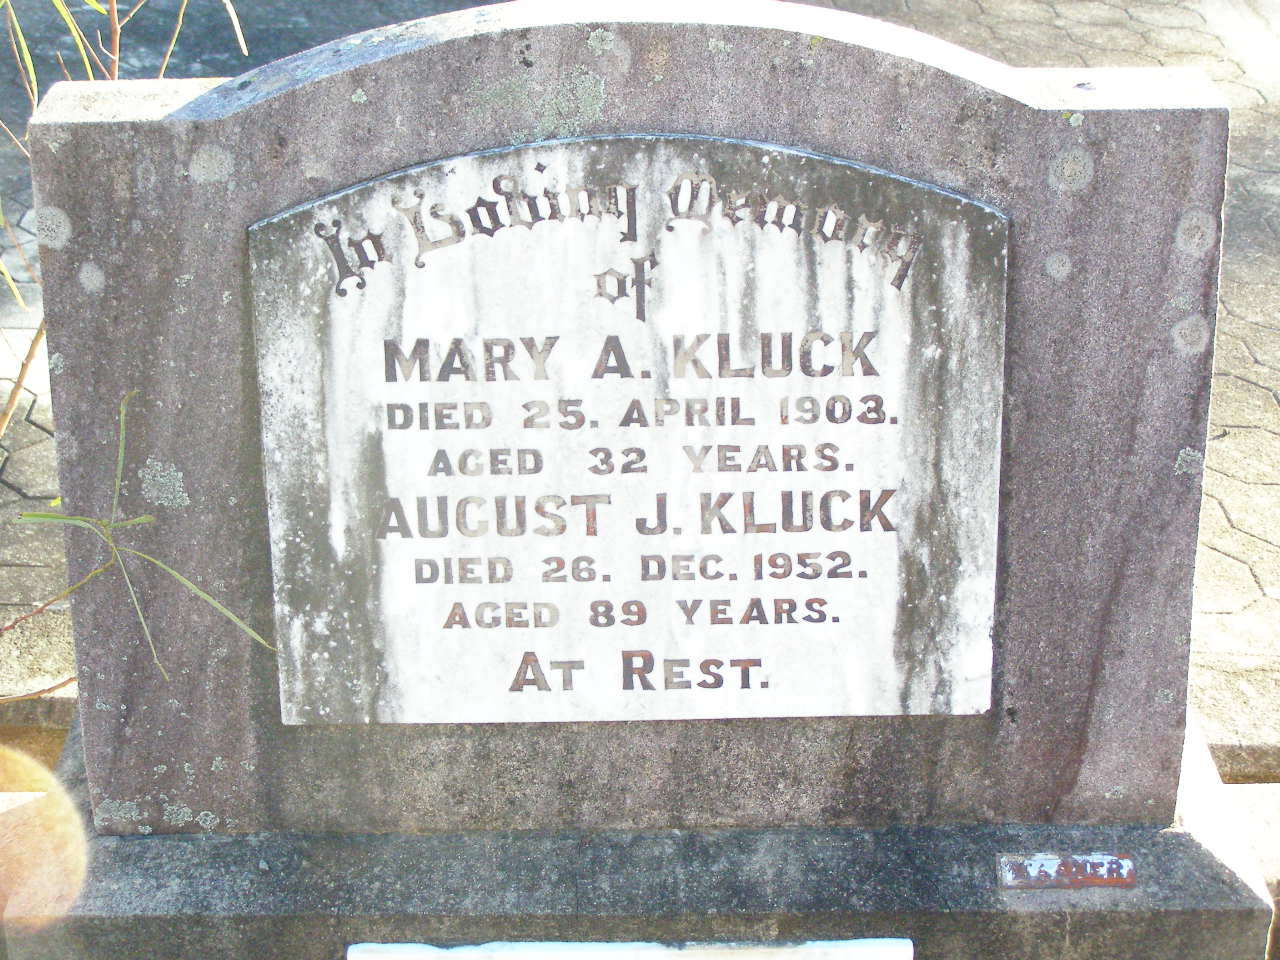 In Loving Memory
of
MARY A. KLUCK
DIED 25. APRIL 1903.
AGED 32 YEARS.
AUGUST J. KLUCK
DIED 26. DEC. 1952.
AGED 89 YEARS.
AT REST.